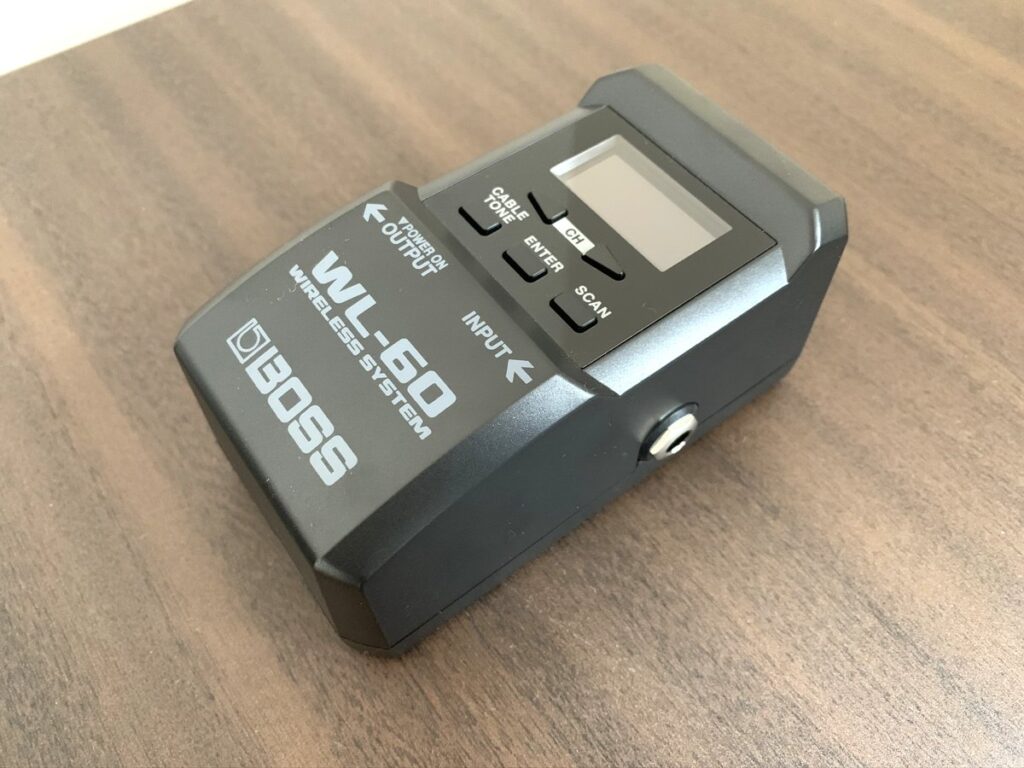 CABLE
TONE
CH
ENTER
SCAN
▼POWER ON
← OUTPUT
INPUT ←
WL-60
WIRELESS SYSTEM
BOSS